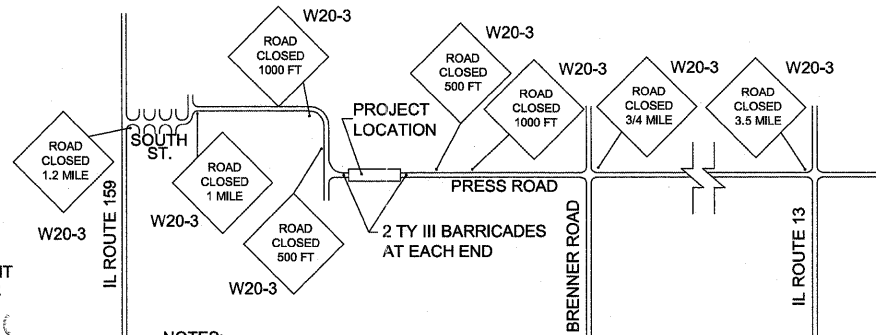 W20-3
ROAD
CLOSED
1000 FT
W20-3
ROAD
CLOSED
500 FT
W20-3
ROAD
CLOSED
1000 FT
W20-3
ROAD
CLOSED
3/4 MILE
W20-3
ROAD
CLOSED
3.5 MILE
PROJECT
LOCATION
SOUTH
ST.
ROAD
CLOSED
1.2 MILE
W20-3
ROAD
CLOSED
1 MILE
W20-3
ROAD
CLOSED
500 FT
W20-3
PRESS ROAD
2 TY III BARRICADES
AT EACH END
IL ROUTE 159
BRENNER ROAD
IL ROUTE 13
IT
NOTES: